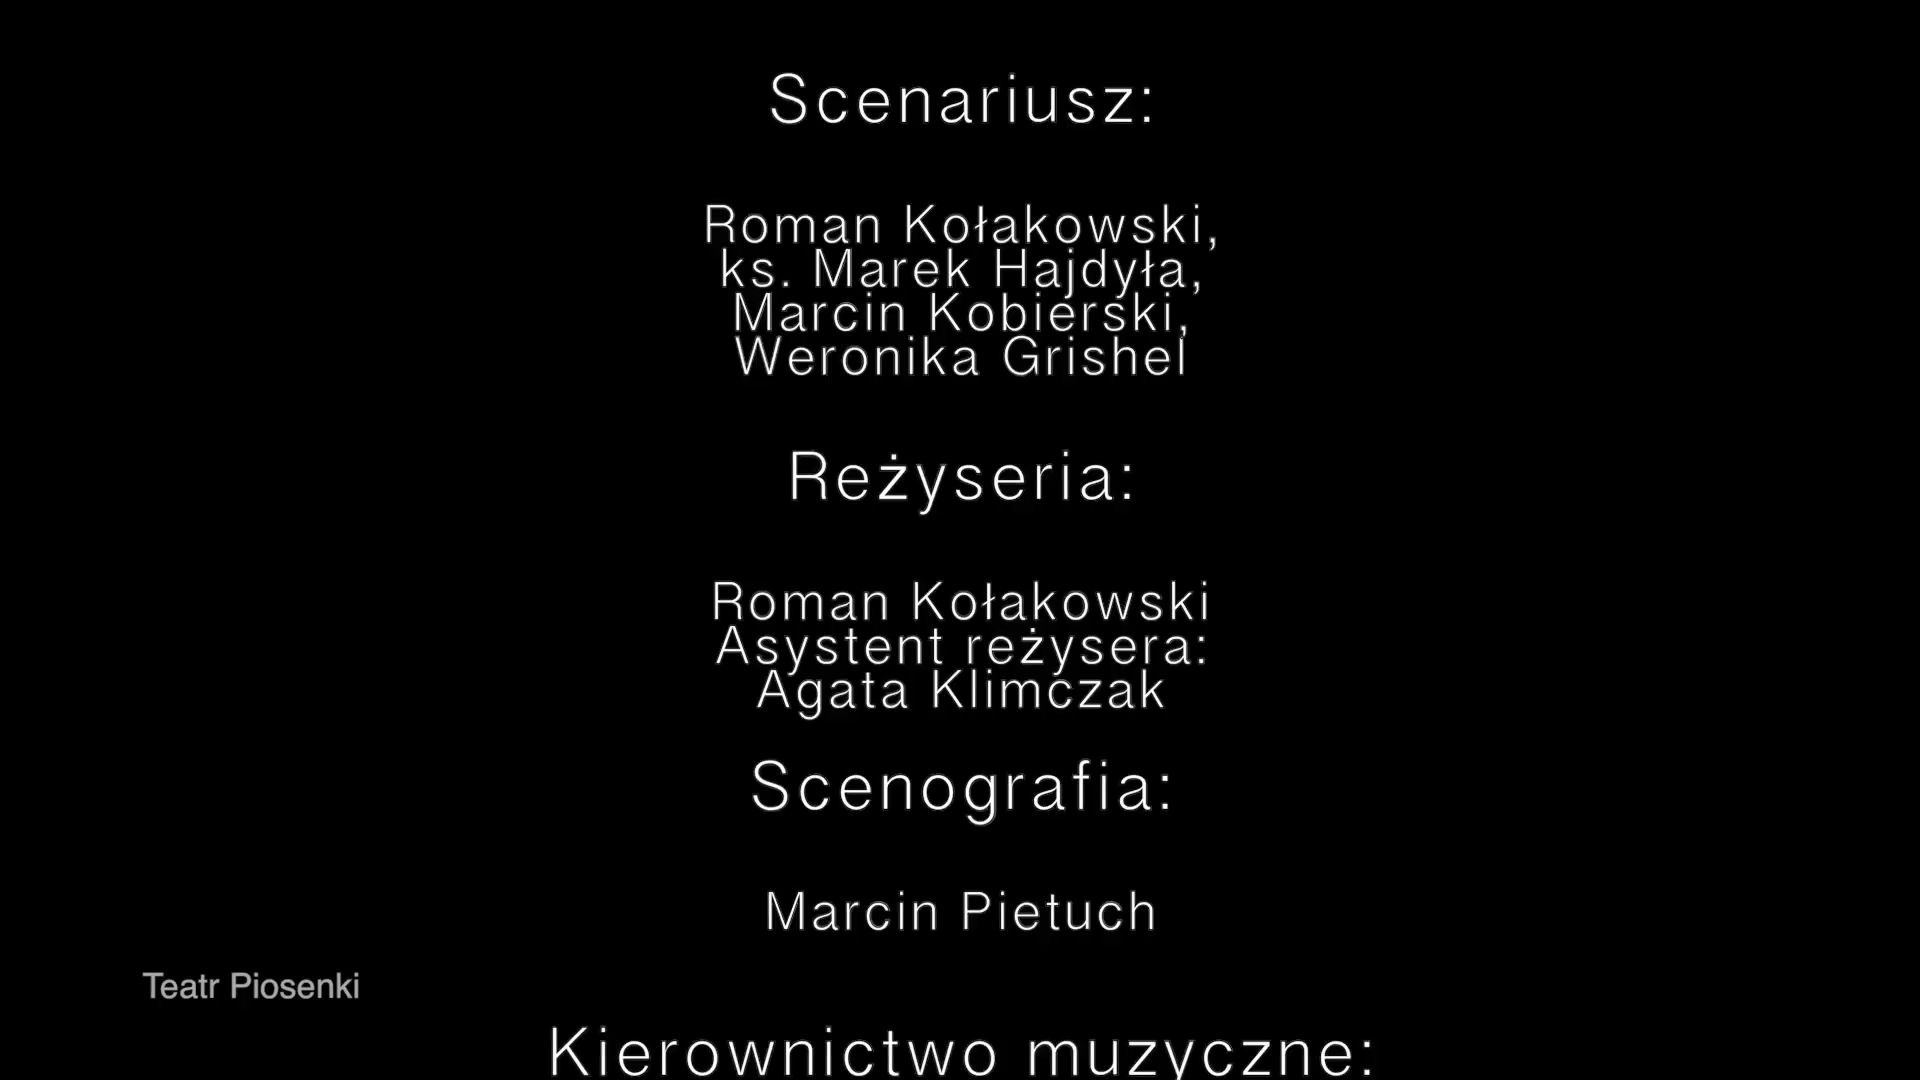 Scenariusz:
Roman Kołakowski,
ks. Marek Hajdyła,
Marcin Kobierski,
Weronika Grishel
Reżyseria:
Roman Kołakowski
Asystent reżysera:
Agata Klimczak
Scenografia:
Marcin Pietuch
Teatr Piosenki
Kierownictwo muzyczne: